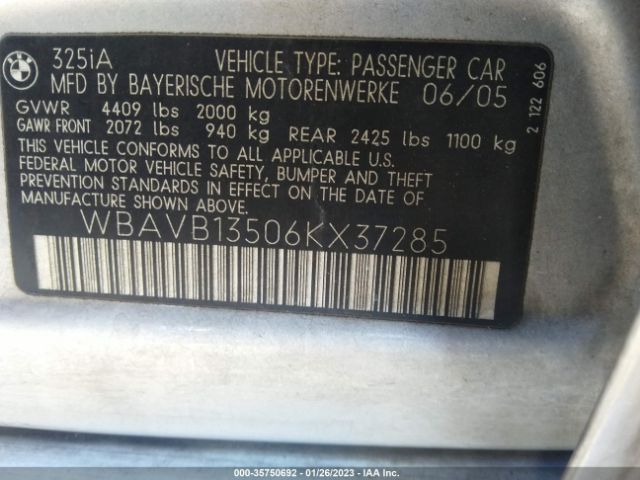 BMW
325iA VEHICLE TYPE: PASSENGER CAR
MFD BY BAYERISCHE MOTORENWERKE 06/05
GVWR 4409 lbs 2000 kg
GAWR FRONT 2072 lbs 940 kg REAR 2425 lbs 1100 kg
THIS VEHICLE CONFORMS TO ALL APPLICABLE U.S.
FEDERAL MOTOR VEHICLE SAFETY, BUMPER AND THEFT
PREVENTION STANDARDS IN EFFECT ON THE DATE OF
MANUFACTURE SHOWN ABOVE.
WBAVB13506KX37285
2 122 606
000-35750692 - 01/26/2023 - IAA Inc.